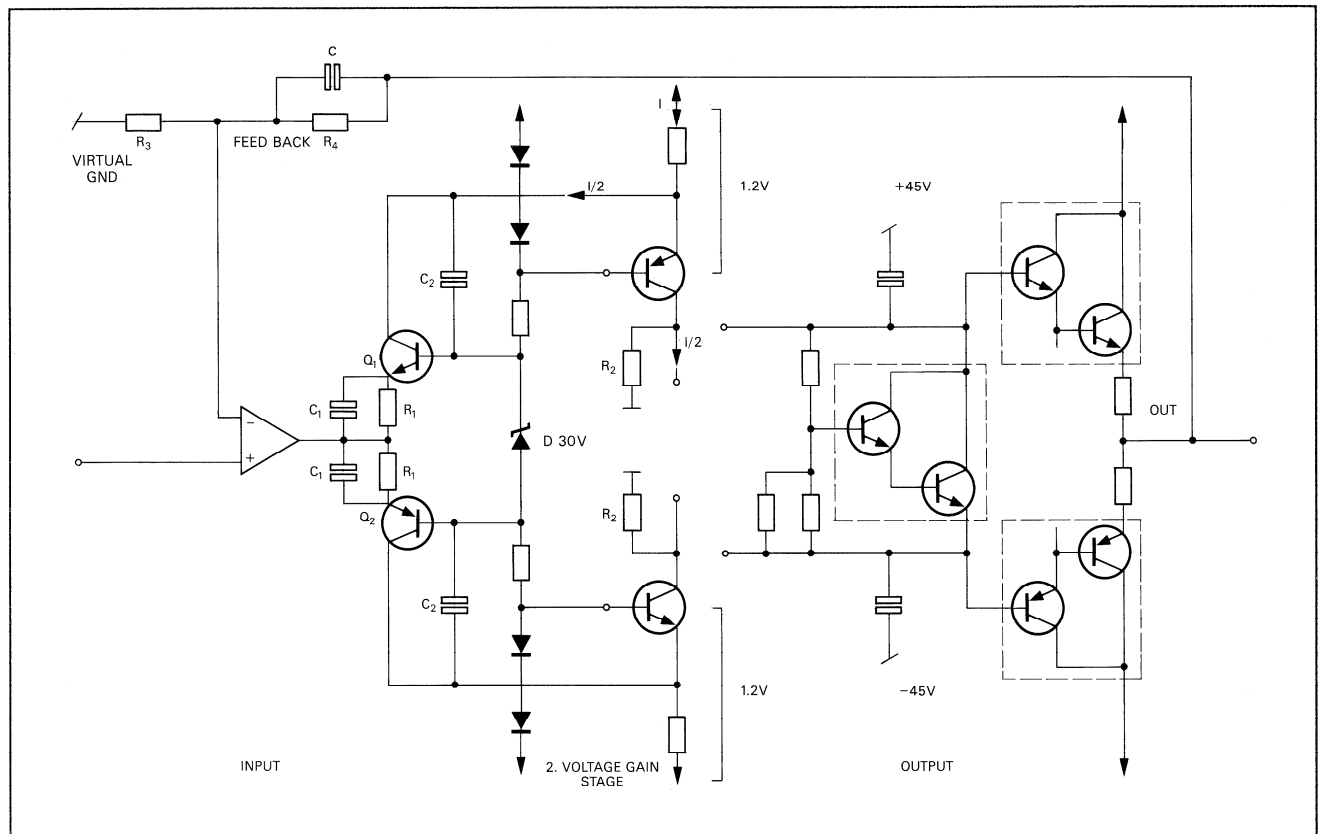 C
R3
FEED BACK
R4
VIRTUAL
GND
I
1.2V
+45V
I/2
C2
Q1
R2
I/2
C1
R1
D 30V
OUT
−
+
C1
R1
R2
Q2
C2
1.2V
−45V
INPUT
2. VOLTAGE GAIN
STAGE
OUTPUT